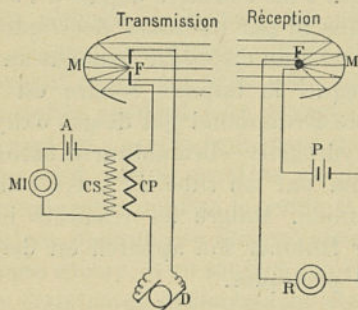 Transmission Réception
M F F M
A P
MI CS CP
D R